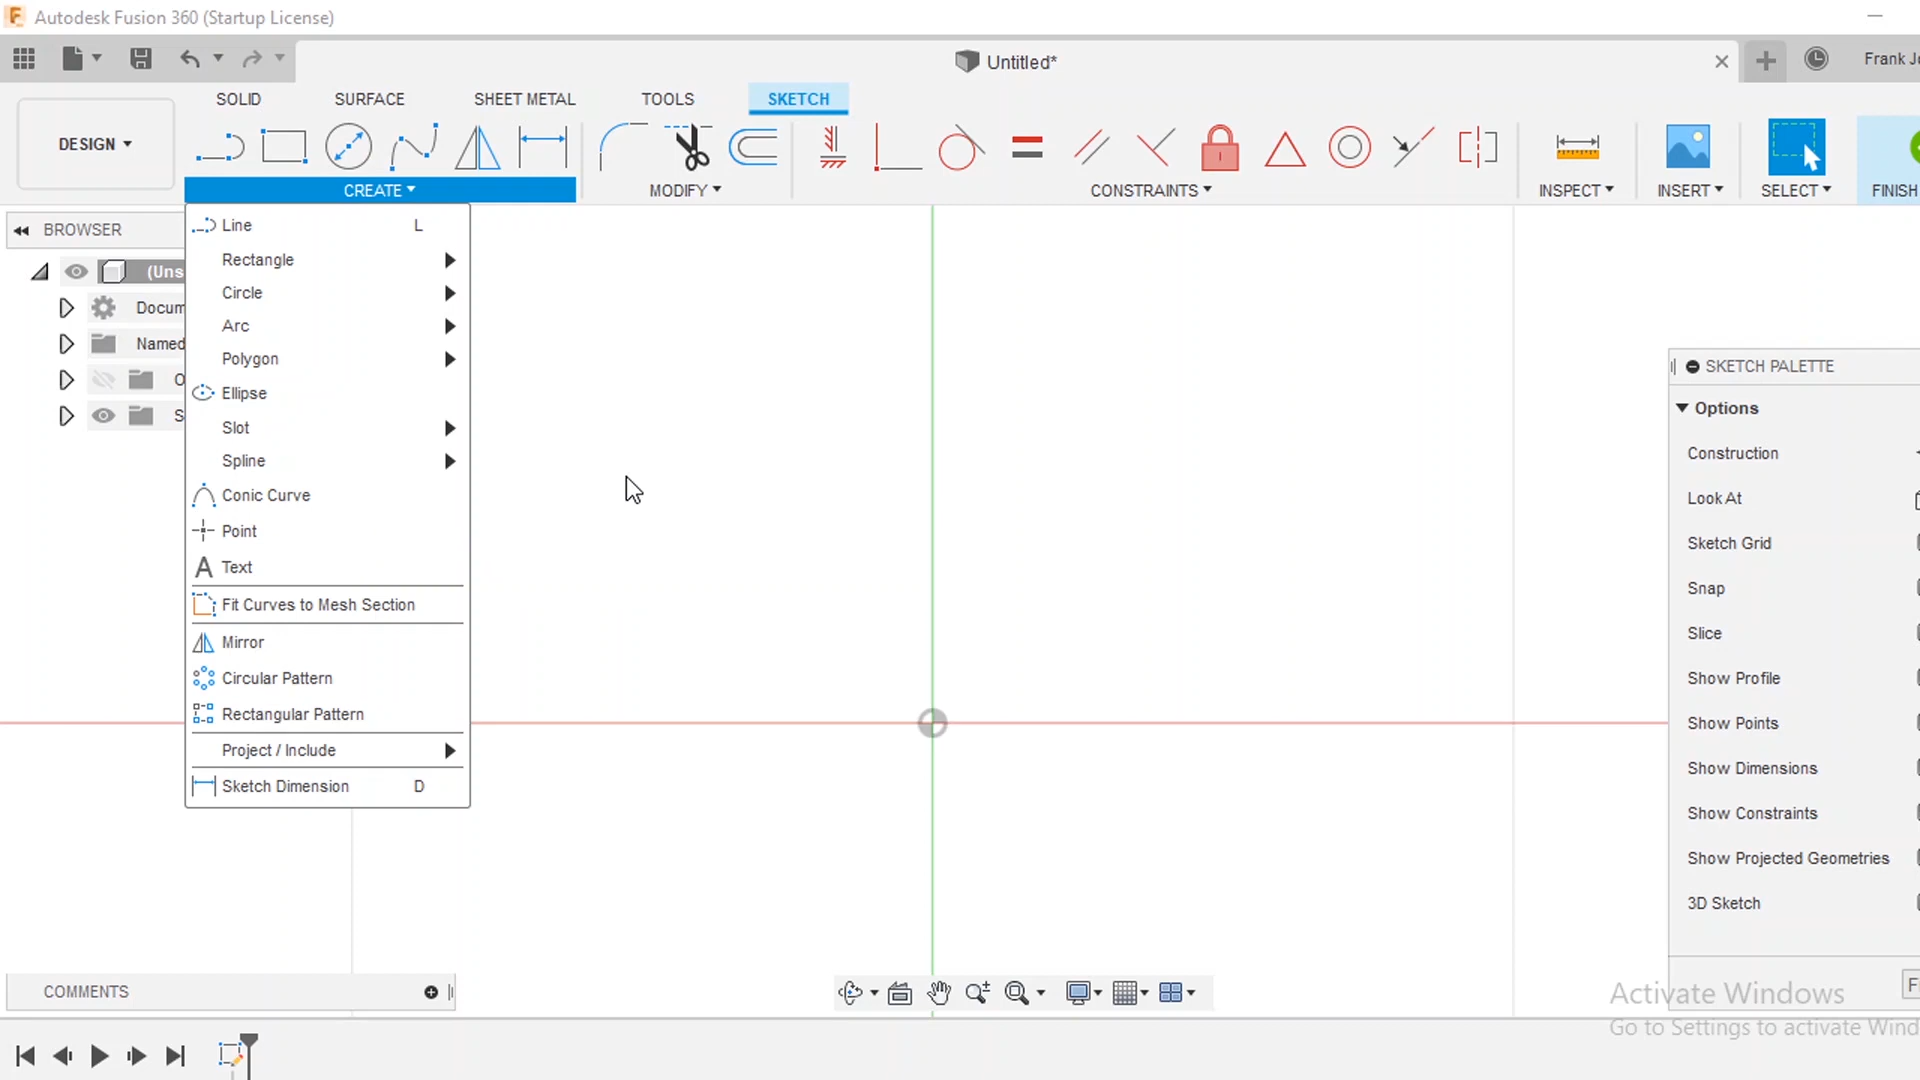 Autodesk Fusion 360 (Startup License)
Untitled*
Frank Jo
SOLID SURFACE SHEET METAL TOOLS SKETCH
DESIGN
CREATE MODIFY CONSTRAINTS INSPECT INSERT SELECT FINISH
BROWSER
(Uns
Docum
Named
O
S
Line L
Rectangle
Circle
Arc
Polygon
Ellipse
Slot
Spline
Conic Curve
Point
A Text
Fit Curves to Mesh Section
Mirror
Circular Pattern
Rectangular Pattern
Project / Include
Sketch Dimension D
SKETCH PALETTE
Options
Construction
Look At
Sketch Grid
Snap
Slice
Show Profile
Show Points
Show Dimensions
Show Constraints
Show Projected Geometries
3D Sketch
F
COMMENTS
Activate Windows
Go to Settings to activate Wind